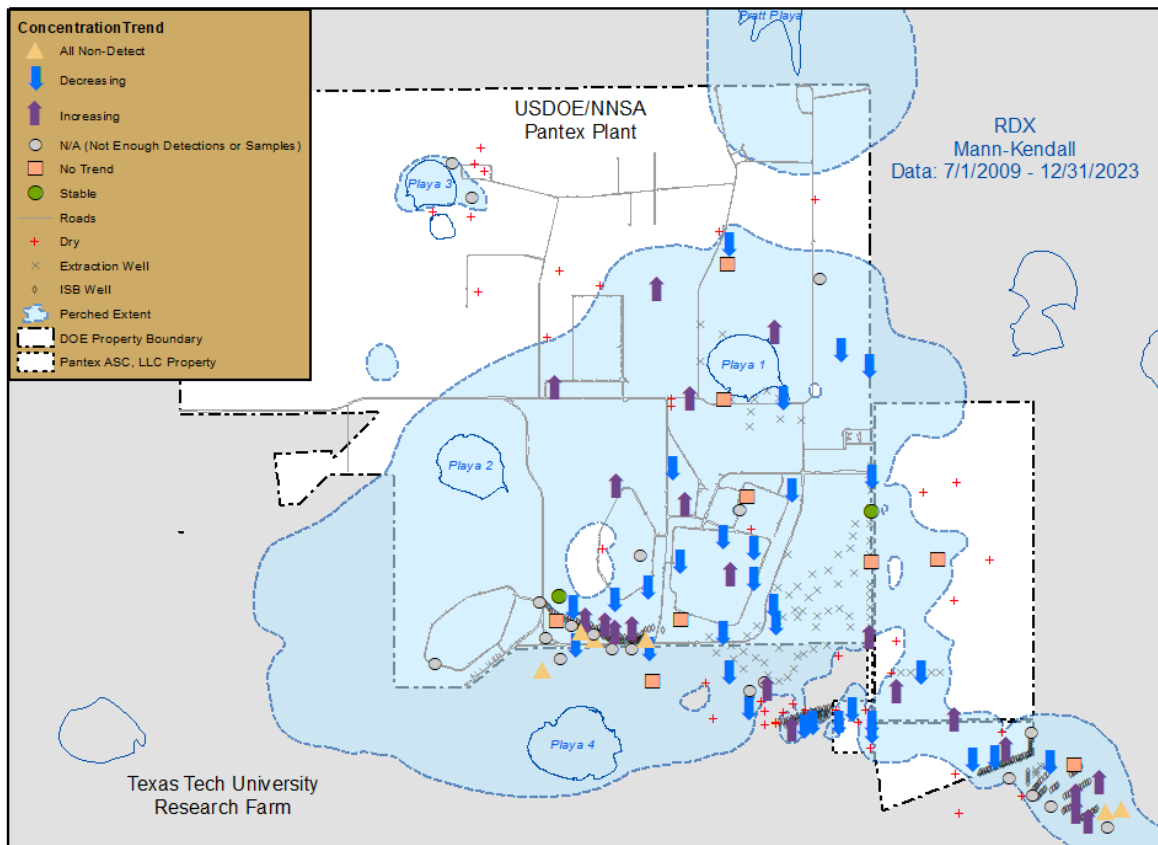 ConcentrationTrend
All Non-Detect
Decreasing
Increasing
N/A (Not Enough Detections or Samples)
No Trend
Stable
Roads
Dry
Extraction Well
ISB Well
Perched Extent
DOE Property Boundary
Pantex ASC, LLC Property
Pratt Playa
USDOE/NNSA
Pantex Plant
RDX
Mann-Kendall
Data: 7/1/2009 - 12/31/2023
Playa 3
Playa 1
Playa 2
Playa 4
Texas Tech University
Research Farm